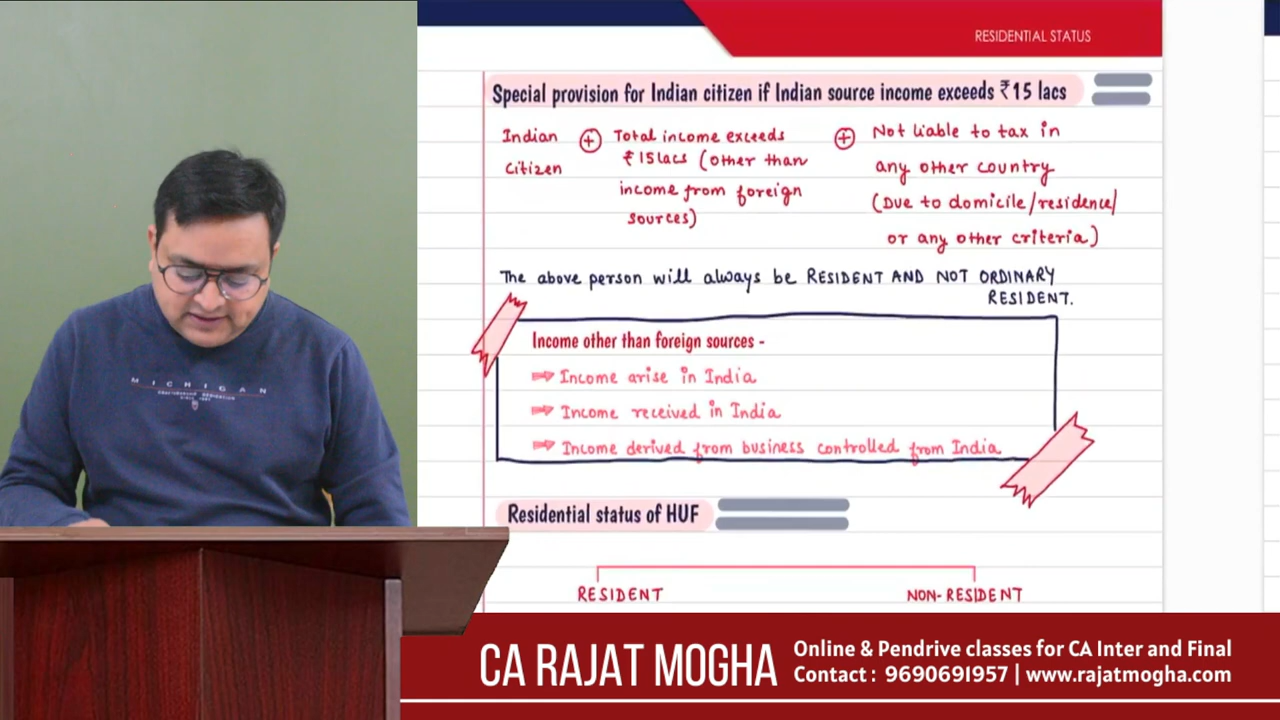 RESIDENTIAL STATUS
Special provision for Indian citizen if Indian source income exceeds ₹15 lacs
Indian
citizen
+
Total income exceeds
₹15lacs (other than
income from foreign
sources)
+
Not liable to tax in
any other country
(Due to domicile/residence/
or any other criteria)
The above person will always be RESIDENT AND NOT ORDINARY
RESIDENT.
Income other than foreign sources -
⇒ Income arise in India
⇒ Income received in India
⇒ Income derived from business controlled from India
Residential status of HUF
RESIDENT
NON-RESIDENT
MICHIGAN
CA RAJAT MOGHA
Online & Pendrive classes for CA Inter and Final
Contact : 9690691957 | www.rajatmogha.com